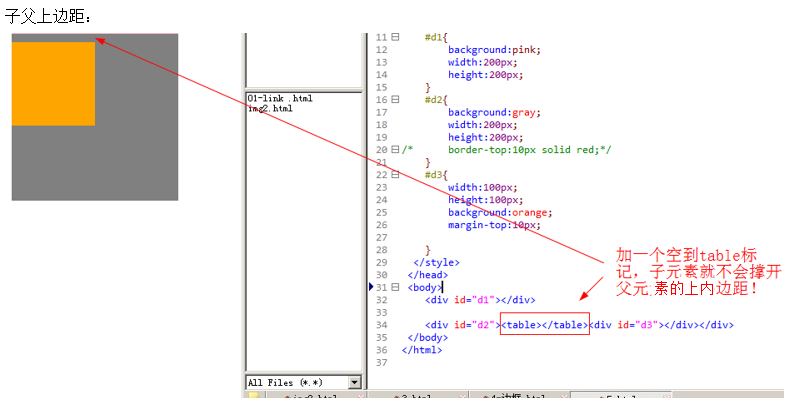 子父上边距：
01-link .html
img2.html
All Files (*.*)
11 #d1{
12 background:pink;
13 width:200px;
14 height:200px;
15 }
16 #d2{
17 background:gray;
18 width:200px;
19 height:200px;
20 /* border-top:10px solid red;*/
21 }
22 #d3{
23 width:100px;
24 height:100px;
25 background:orange;
26 margin-top:10px;
27
28 }
29 </style>
30 </head>
31 <body>
32 <div id="d1"></div>
33
34 <div id="d2"><table></table><div id="d3"></div></div>
35 </body>
36 </html>
37
加一个空到table标
记，子元素就不会撑开
父元素的上内边距！